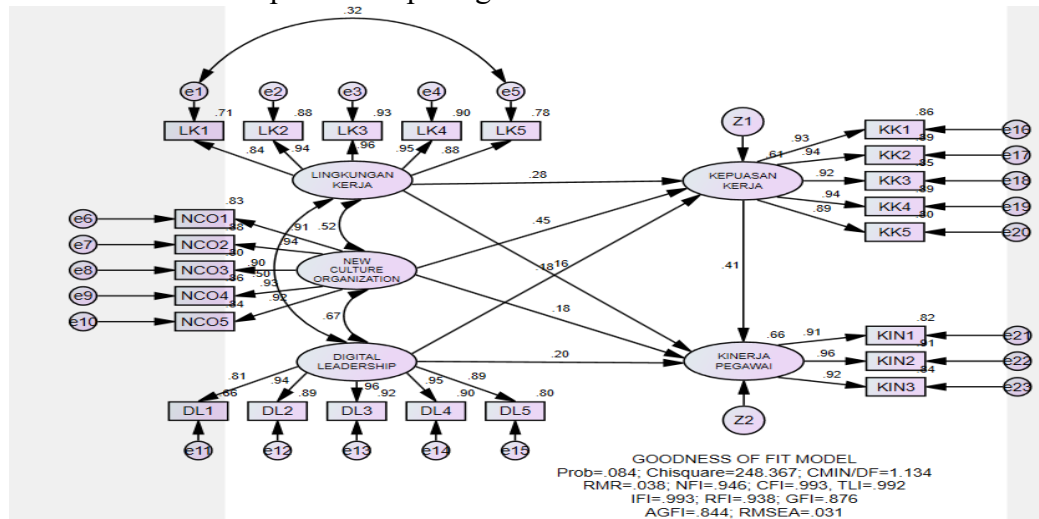 .32
e1 e2 e3 e4 e5
.71 .88 .93 .90 .78
LK1 LK2 LK3 LK4 LK5
.84 .94 .96 .95 .88
LINGKUNGAN
KERJA
Z1
.61
KEPUASAN
KERJA
.86
.93 KK1 e16
.89
.94 KK2 e17
.85
.92 KK3 e18
.89
.94 KK4 e19
.80
.89 KK5 e20
.28
.45
.18 .16
.52
.50
.67
.83
e6 NCO1 .91
.88
e7 NCO2 .94
.80
e8 NCO3 .90
.86
e9 NCO4 .93
.84
e10 NCO5 .92
NEW
CULTURE
ORGANIZATION
.18
.41
.20
DIGITAL
LEADERSHIP
.81 .94 .96 .95 .89
.66 .89 .92 .90 .80
DL1 DL2 DL3 DL4 DL5
e11 e12 e13 e14 e15
.66
KINERJA
PEGAWAI
Z2
.82
.91 KIN1 e21
.91
.96 KIN2 e22
.84
.92 KIN3 e23
GOODNESS OF FIT MODEL
Prob=.084; Chisquare=248.367; CMIN/DF=1.134
RMR=.038; NFI=.946; CFI=.993, TLI=.992
IFI=.993; RFI=.938; GFI=.876
AGFI=.844; RMSEA=.031